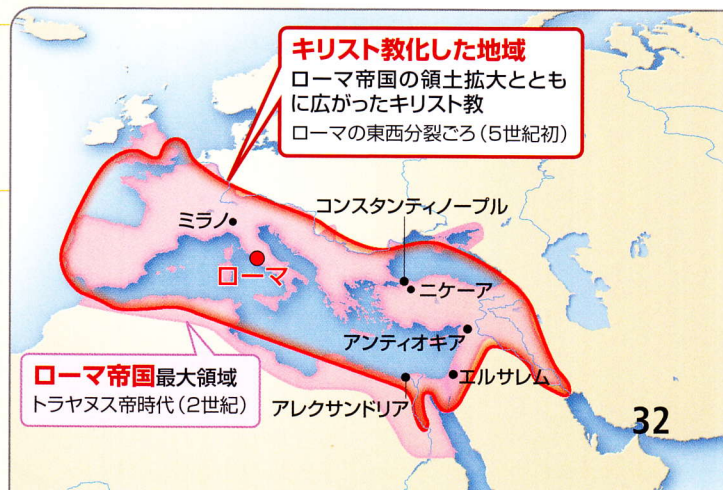 キリスト教化した地域
ローマ帝国の領土拡大ととも
に広がったキリスト教
ローマの東西分裂ごろ(5世紀初)
コンスタンティノープル
ミラノ
ローマ
ニケーア
アンティオキア
エルサレム
アレクサンドリア
ローマ帝国最大領域
トラヤヌス帝時代(2世紀)
32